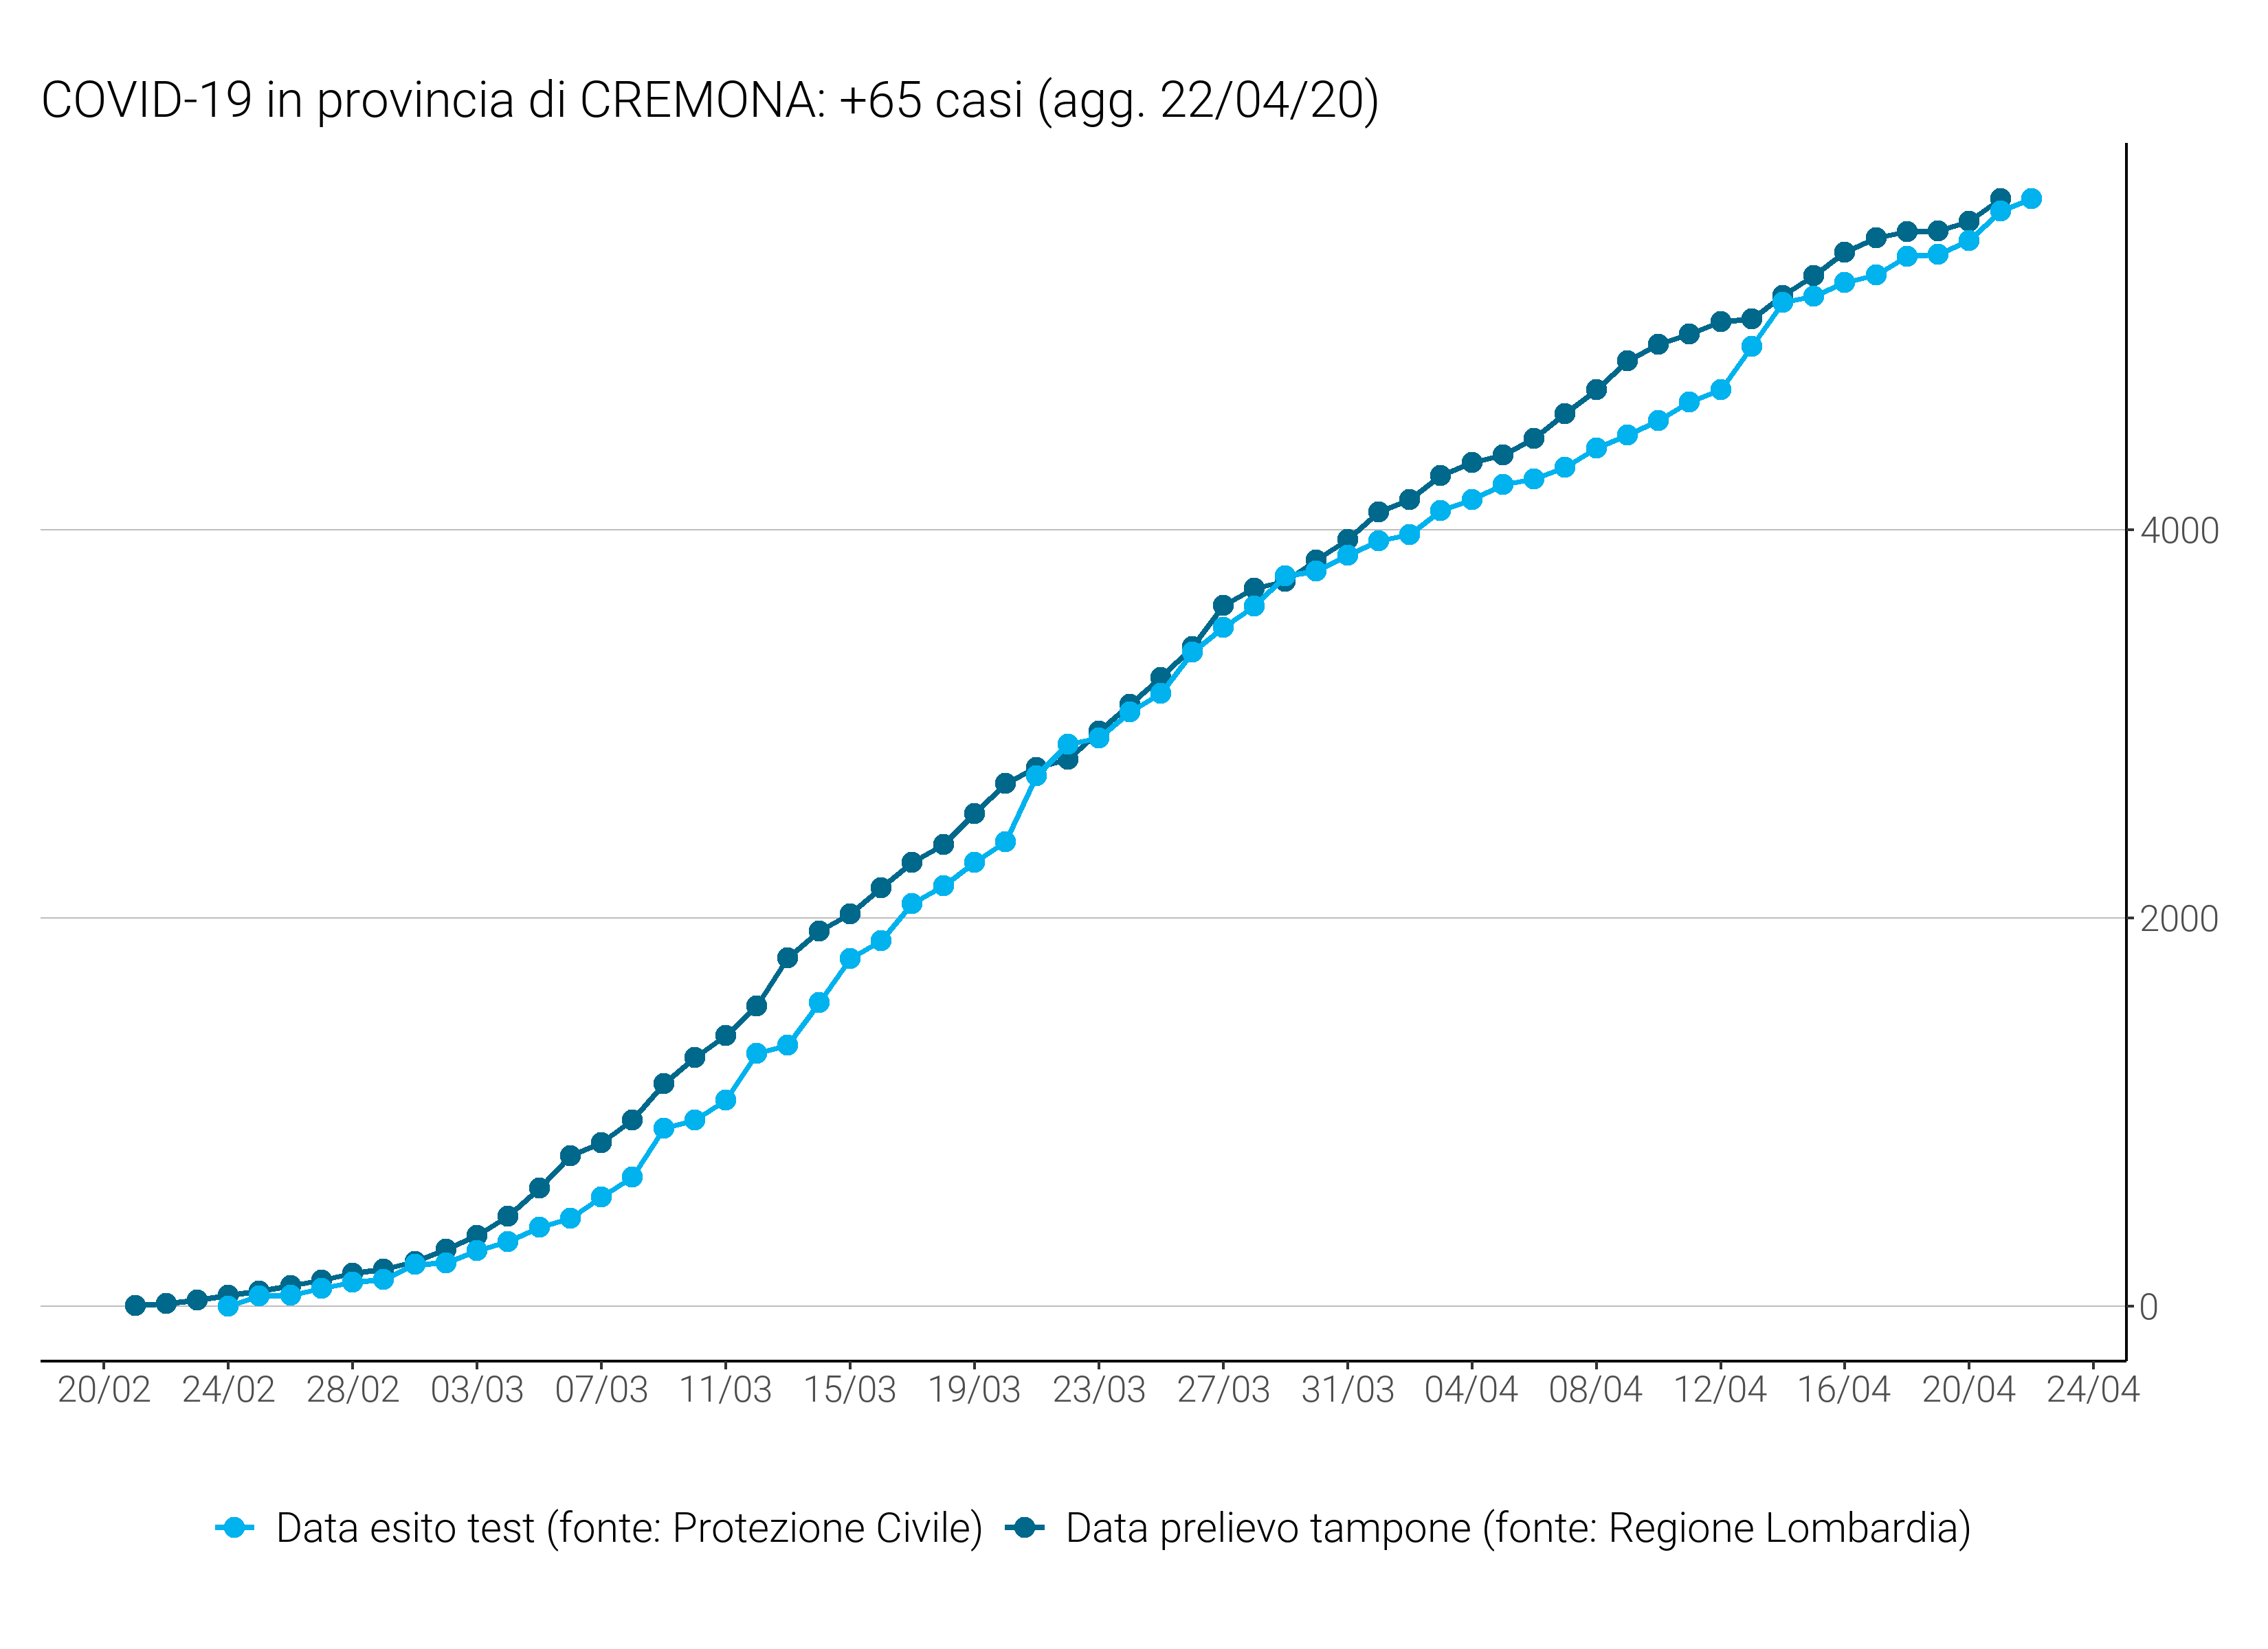 COVID-19 in provincia di CREMONA: +65 casi (agg. 22/04/20)
4000
2000
0
20/02 24/02 28/02 03/03 07/03 11/03 15/03 19/03 23/03 27/03 31/03 04/04 08/04 12/04 16/04 20/04 24/04
Data esito test (fonte: Protezione Civile) Data prelievo tampone (fonte: Regione Lombardia)